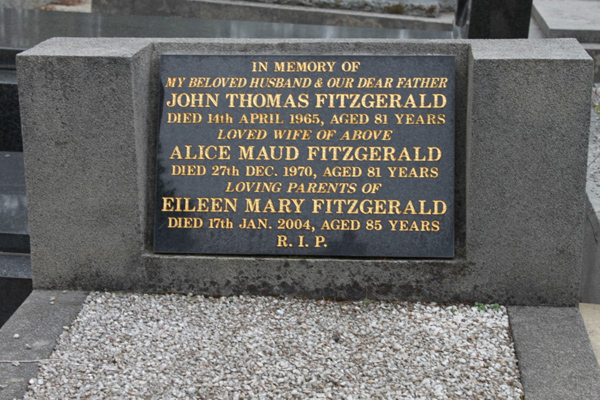 IN MEMORY OF
MY BELOVED HUSBAND & OUR DEAR FATHER
JOHN THOMAS FITZGERALD
DIED 14th APRIL 1965, AGED 81 YEARS
LOVED WIFE OF ABOVE
ALICE MAUD FITZGERALD
DIED 27th DEC. 1970, AGED 81 YEARS
LOVING PARENTS OF
EILEEN MARY FITZGERALD
DIED 17th JAN. 2004, AGED 85 YEARS
R. I. P.